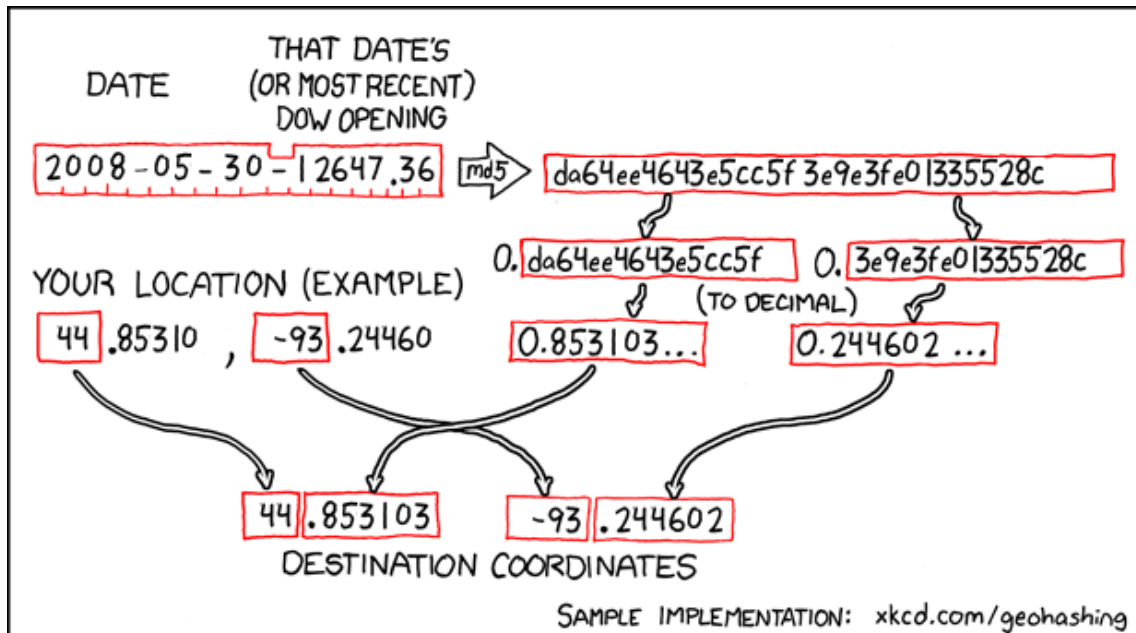 DATE
THAT DATE'S
(OR MOST RECENT)
DOW OPENING
2008-05-30-12647.36
md5
da64ee4643e5cc5f3e9e3fe01335528c
0.da64ee4643e5cc5f
0.3e9e3fe01335528c
YOUR LOCATION (EXAMPLE)
(TO DECIMAL)
44.85310, -93.24460
0.853103...
0.244602...
44.853103
-93.244602
DESTINATION COORDINATES
SAMPLE IMPLEMENTATION: xkcd.com/geohashing